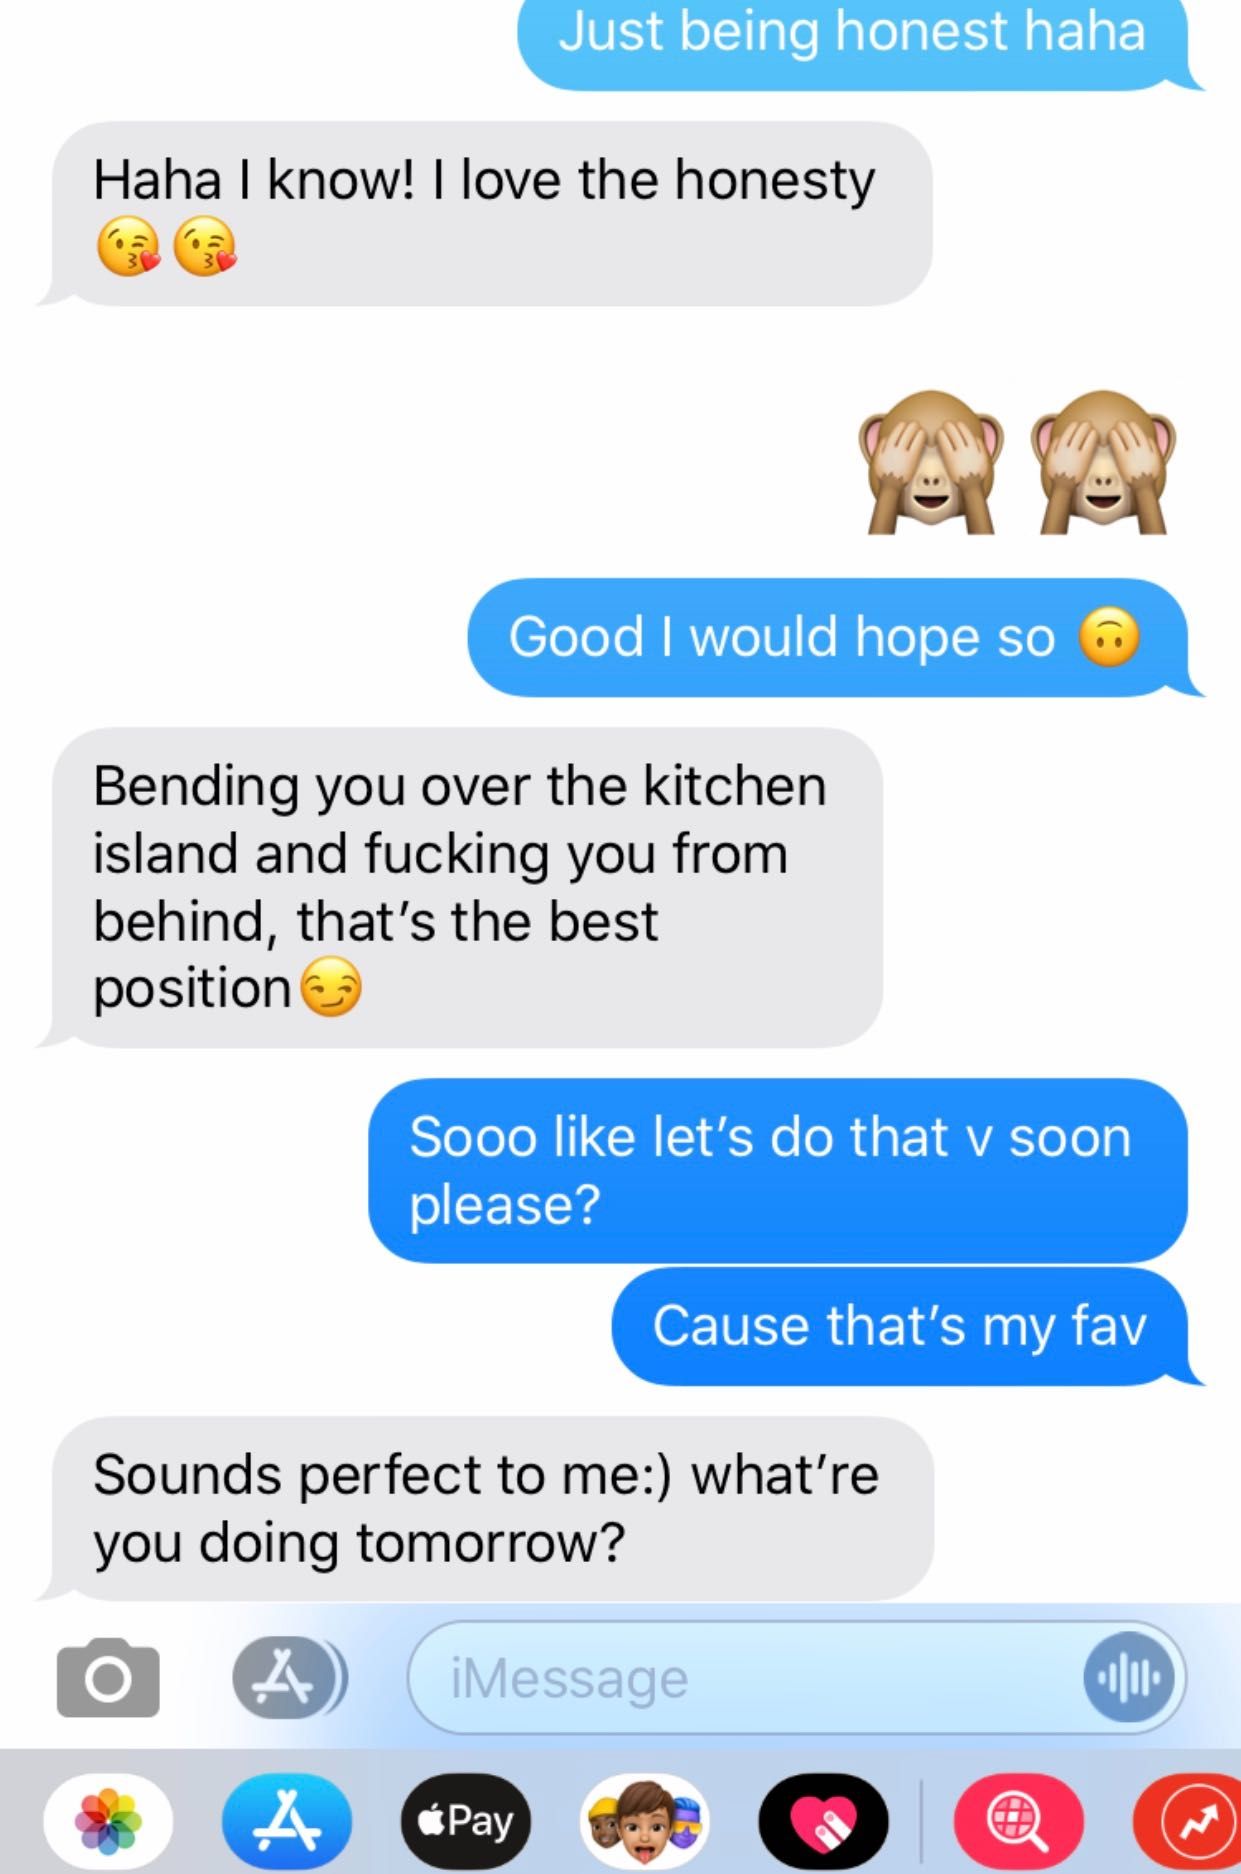 Just being honest haha
Haha I know! I love the honesty
😘😘
🙈🙈
Good I would hope so 🙃
Bending you over the kitchen
island and fucking you from
behind, that's the best
position😏
Sooo like let's do that v soon
please?
Cause that's my fav
Sounds perfect to me:) what're
you doing tomorrow?
iMessage
Pay